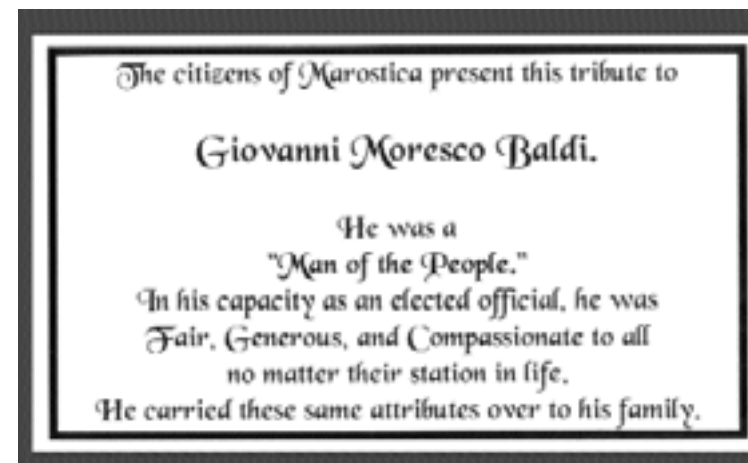 The citizens of Marostica present this tribute to
Giovanni Moresco Baldi.
He was a
"Man of the People."
In his capacity as an elected official, he was
Fair, Generous, and Compassionate to all
no matter their station in life.
He carried these same attributes over to his family.